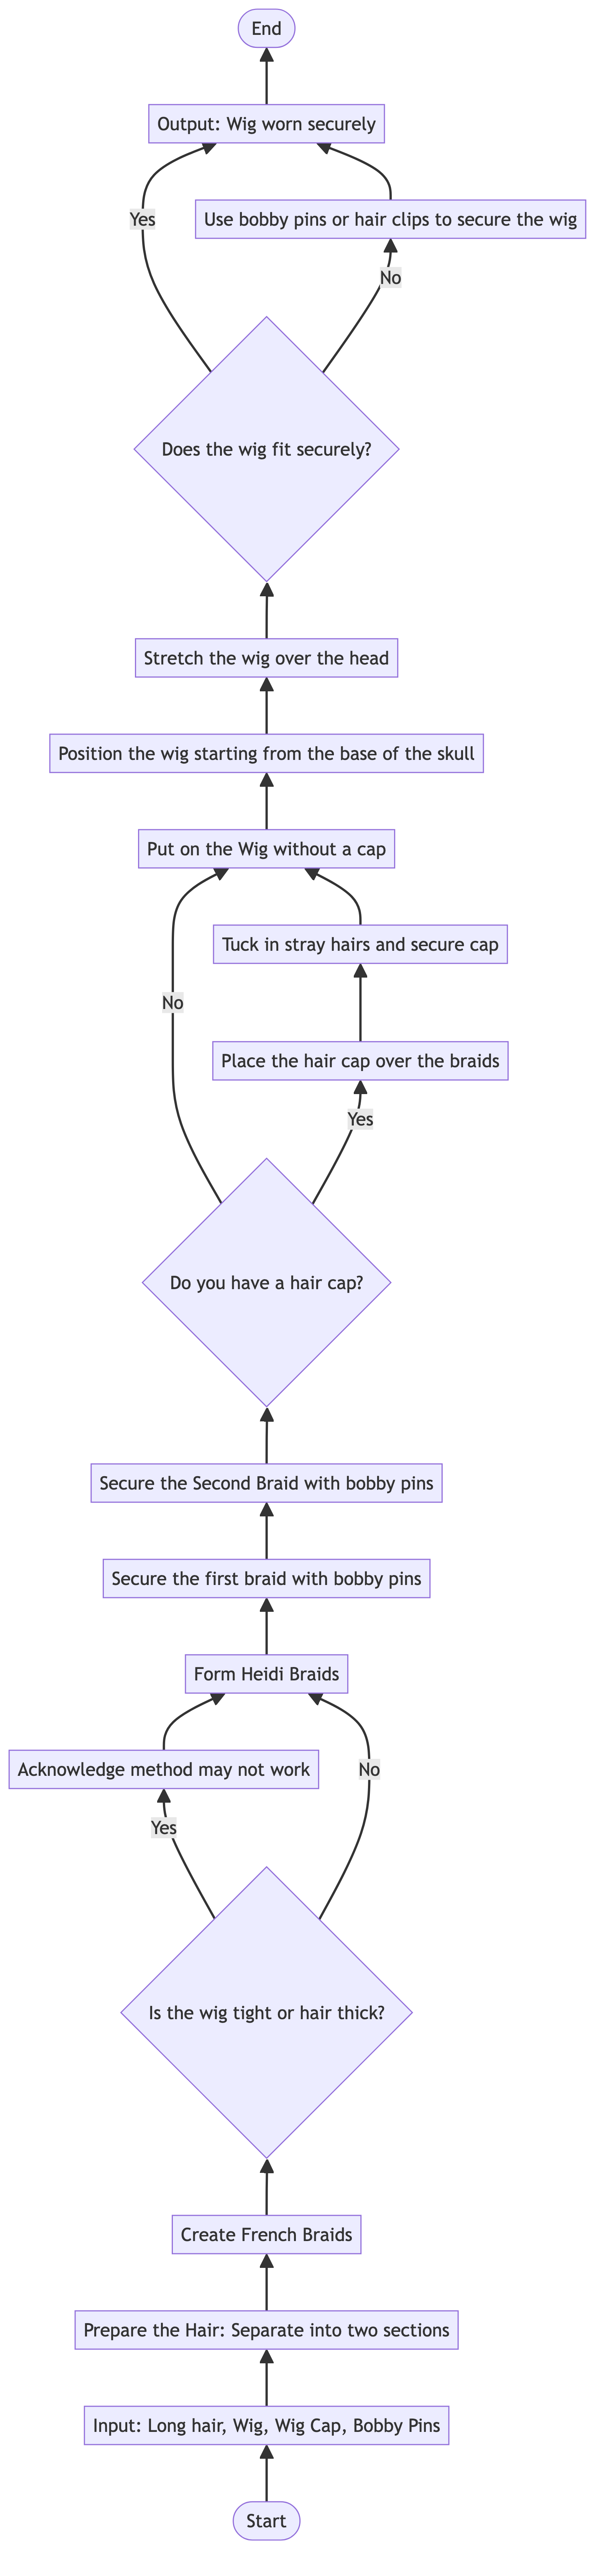 End
Output: Wig worn securely
Yes
Use bobby pins or hair clips to secure the wig
No
Does the wig fit securely?
Stretch the wig over the head
Position the wig starting from the base of the skull
Put on the Wig without a cap
Tuck in stray hairs and secure cap
No
Place the hair cap over the braids
Yes
Do you have a hair cap?
Secure the Second Braid with bobby pins
Secure the first braid with bobby pins
Form Heidi Braids
Acknowledge method may not work
No
Yes
Is the wig tight or hair thick?
Create French Braids
Prepare the Hair: Separate into two sections
Input: Long hair, Wig, Wig Cap, Bobby Pins
Start